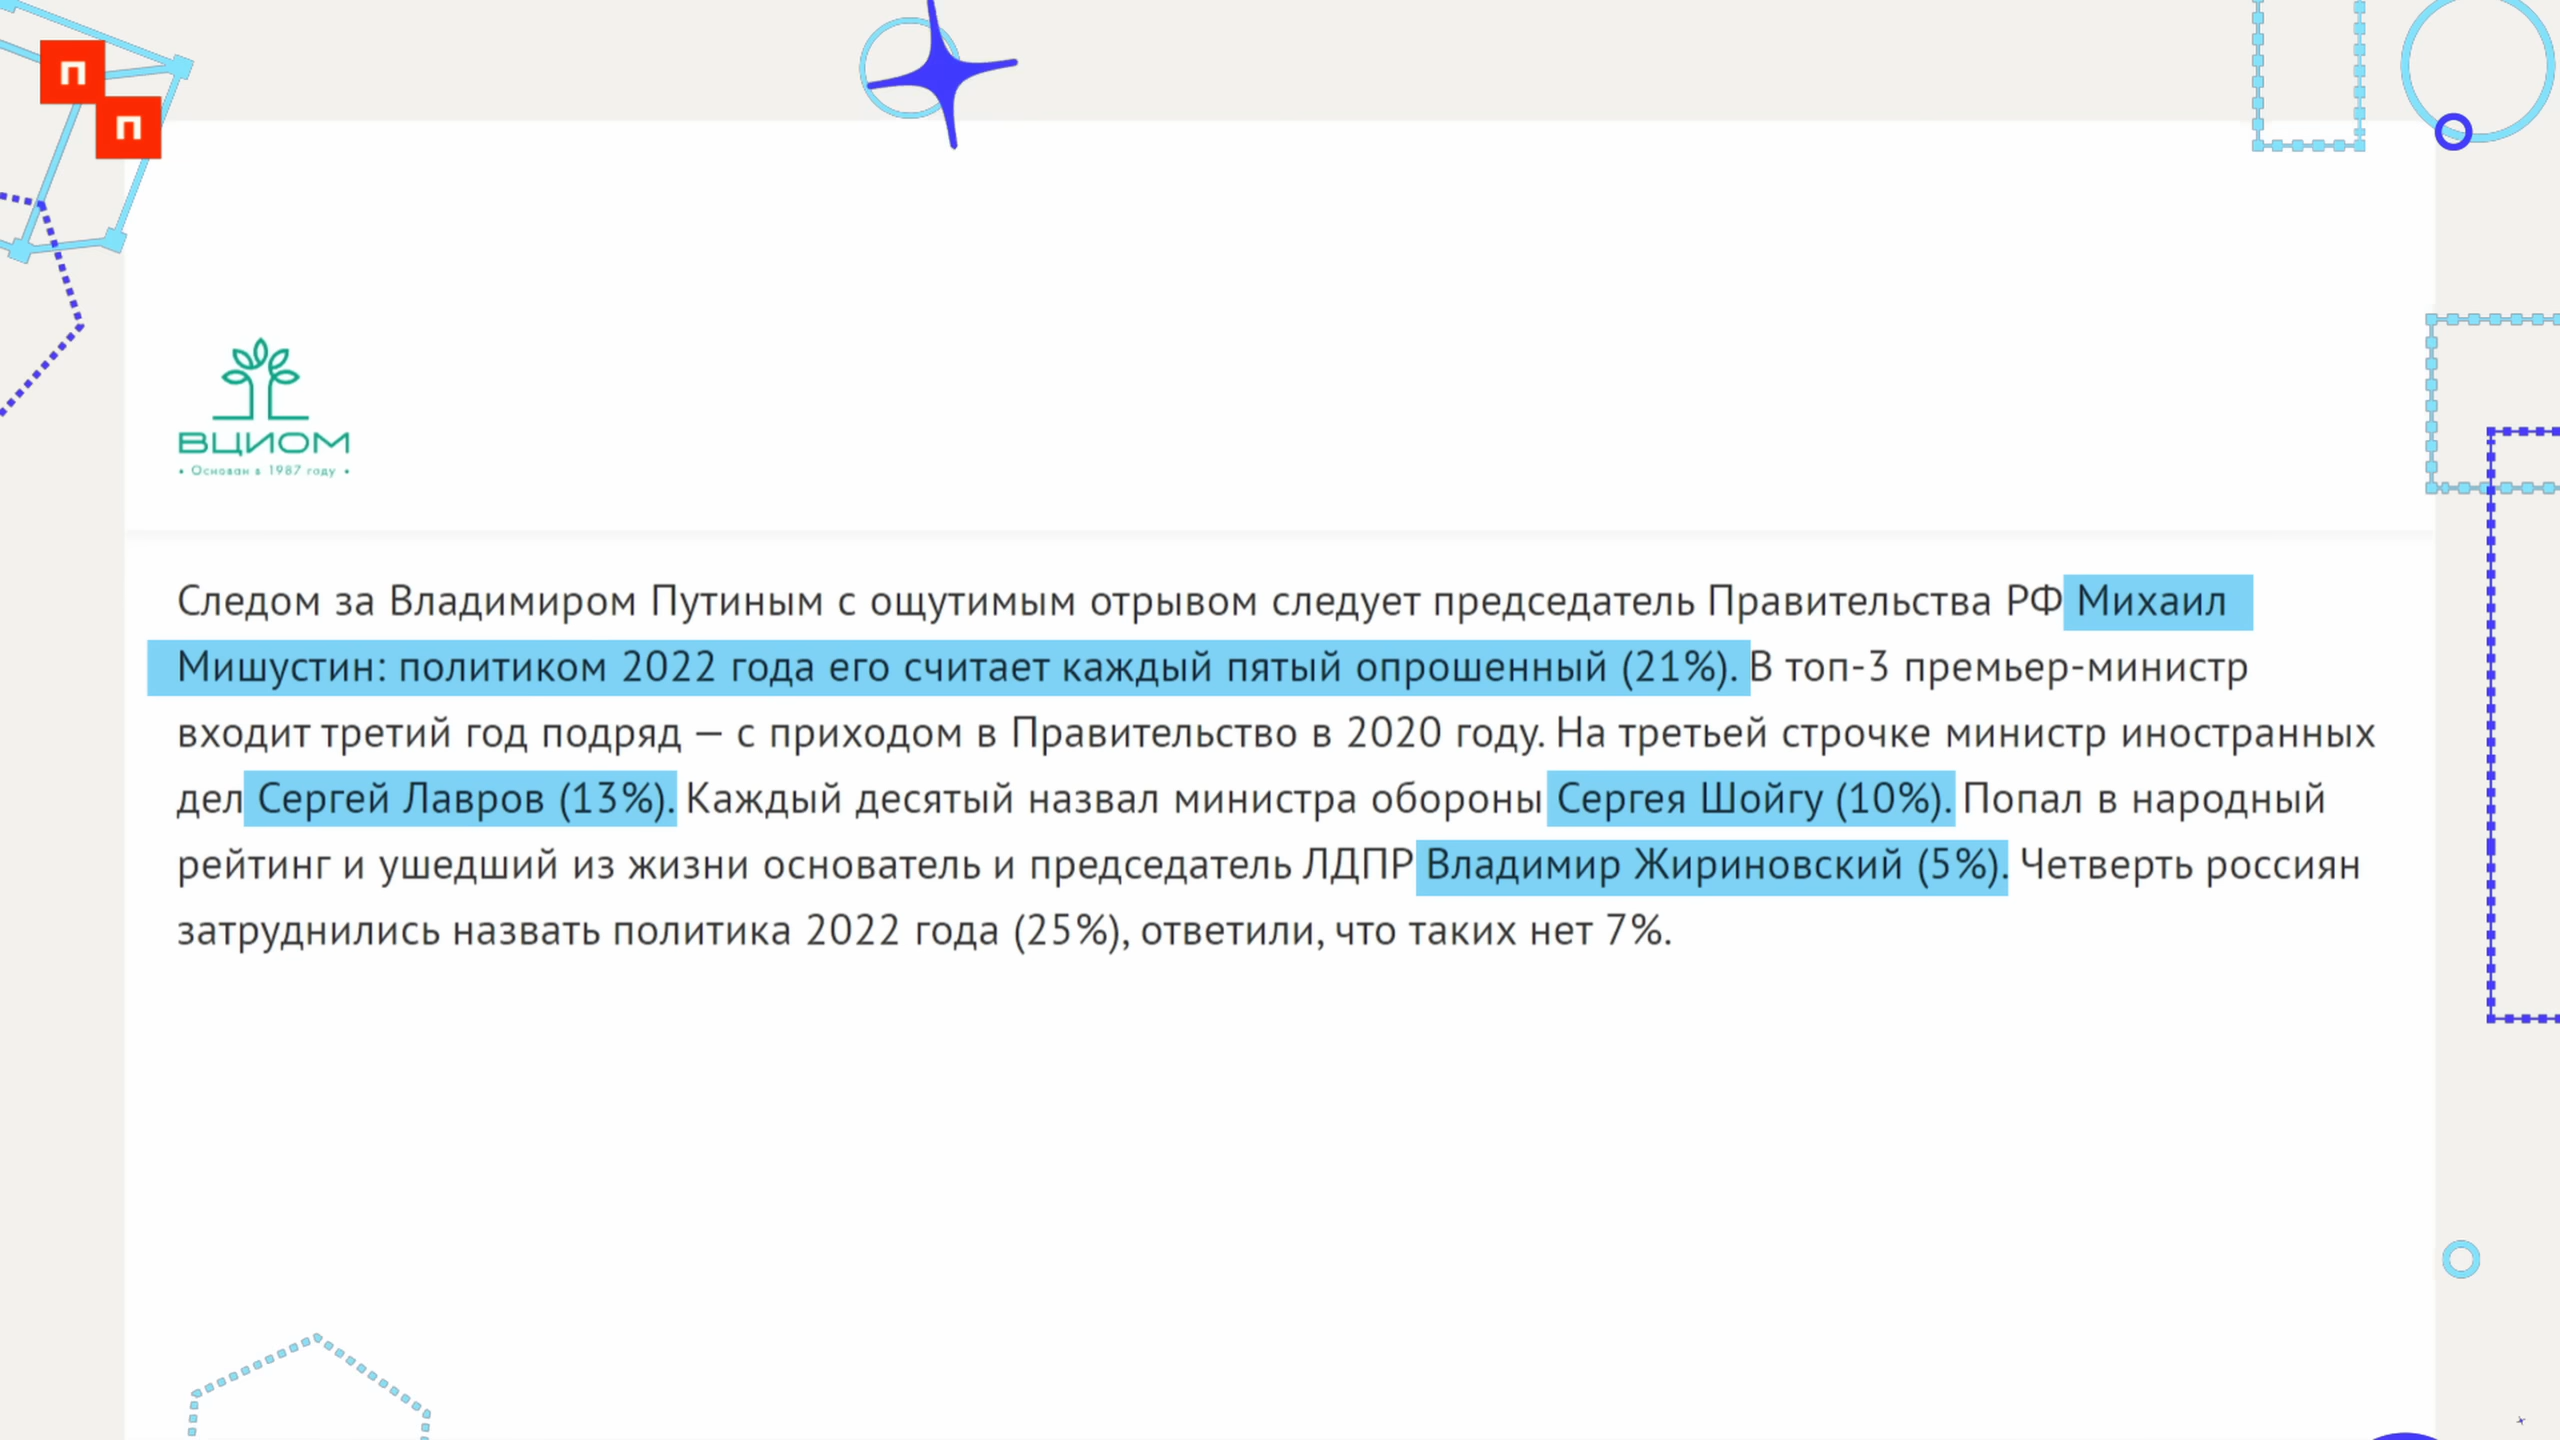 П
П
ВЦИОМ
• Основан в 1987 году •
Следом за Владимиром Путиным с ощутимым отрывом следует председатель Правительства РФ Михаил
Мишустин: политиком 2022 года его считает каждый пятый опрошенный (21%). В топ-3 премьер-министр
входит третий год подряд — с приходом в Правительство в 2020 году. На третьей строчке министр иностранных
дел Сергей Лавров (13%). Каждый десятый назвал министра обороны Сергея Шойгу (10%). Попал в народный
рейтинг и ушедший из жизни основатель и председатель ЛДПР Владимир Жириновский (5%). Четверть россиян
затруднились назвать политика 2022 года (25%), ответили, что таких нет 7%.